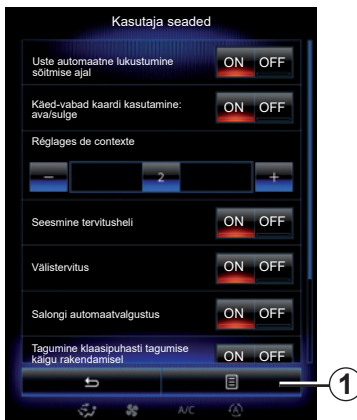 Kasutaja seaded
Uste automaatne lukustumine
sõitmise ajal
ON OFF
Käed-vabad kaardi kasutamine:
ava/sulge
ON OFF
Réglages de contexte
− 2 +
Seesmine tervitusheli
ON OFF
Välistervitus
ON OFF
Salongi automaatvalgustus
ON OFF
Tagumine klaasipuhasti tagumise
käigu rakendamisel
ON OFF
1
A/C